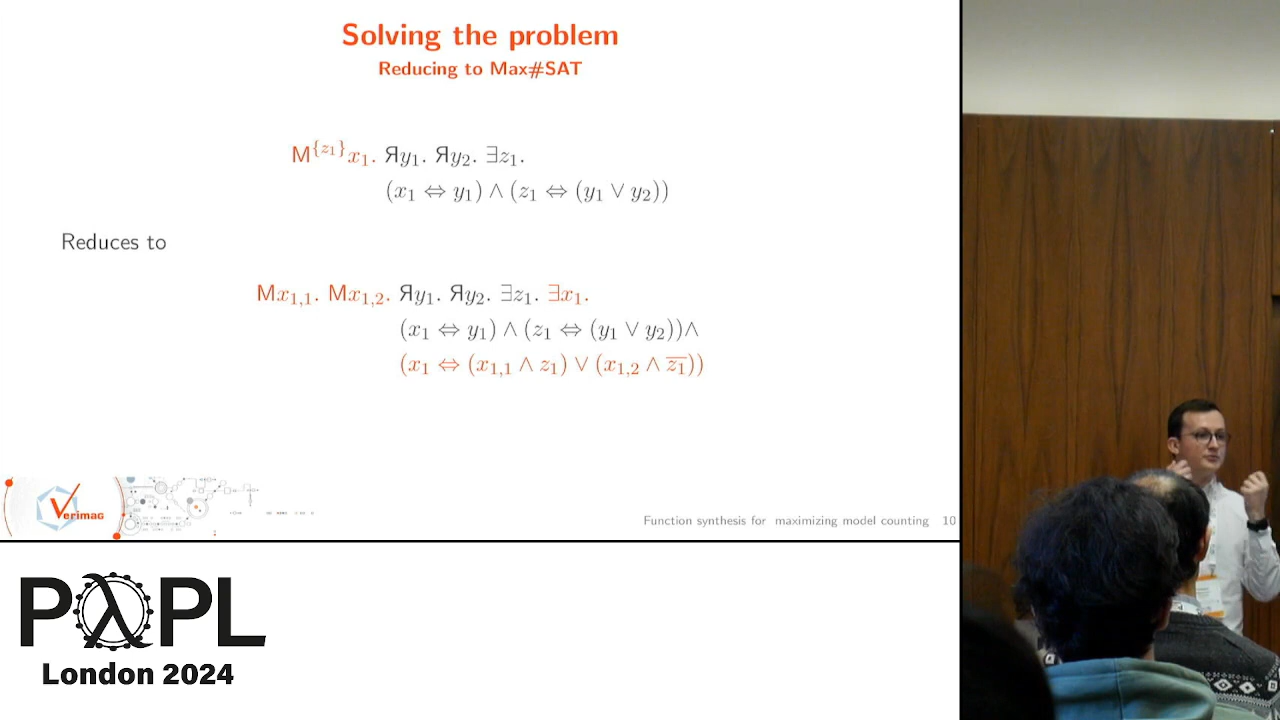 Solving the problem
Reducing to Max#SAT
M^{z₁}x₁. Яy₁. Яy₂. ∃z₁.
(x₁ ⇔ y₁) ∧ (z₁ ⇔ (y₁ ∨ y₂))
Reduces to
Mx₁,₁. Mx₁,₂. Яy₁. Яy₂. ∃z₁. ∃x₁.
(x₁ ⇔ y₁) ∧ (z₁ ⇔ (y₁ ∨ y₂))∧
(x₁ ⇔ (x₁,₁ ∧ z₁) ∨ (x₁,₂ ∧ z̅₁))
Verimag
Function synthesis for maximizing model counting 10
PλPL
London 2024